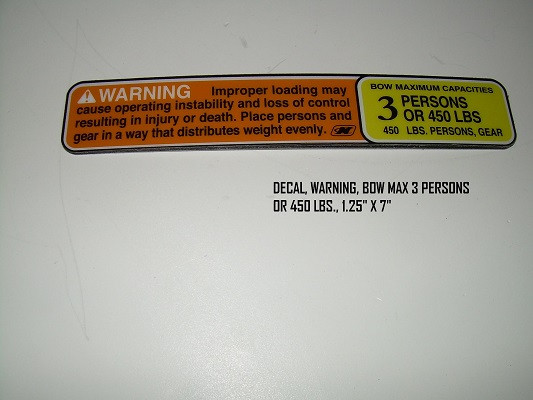 WARNING Improper loading may
cause operating instability and loss of control
resulting in injury or death. Place persons and
gear in a way that distributes weight evenly.
BOW MAXIMUM CAPACITIES
3 PERSONS
OR 450 LBS
450 LBS. PERSONS, GEAR
DECAL, WARNING, BOW MAX 3 PERSONS
OR 450 LBS., 1.25" X 7"